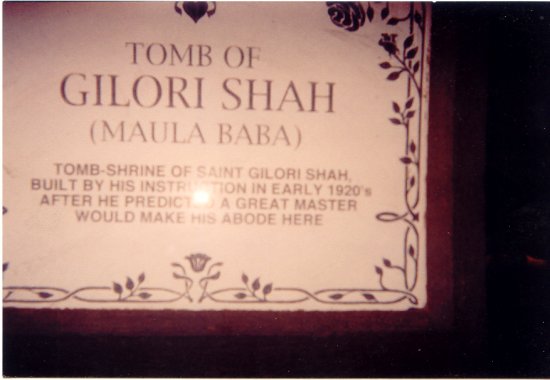 TOMB OF
GILORI SHAH
(MAULA BABA)
TOMB-SHRINE OF SAINT GILORI SHAH,
BUILT BY HIS INSTRUCTION IN EARLY 1920's
AFTER HE PREDICTED A GREAT MASTER
WOULD MAKE HIS ABODE HERE